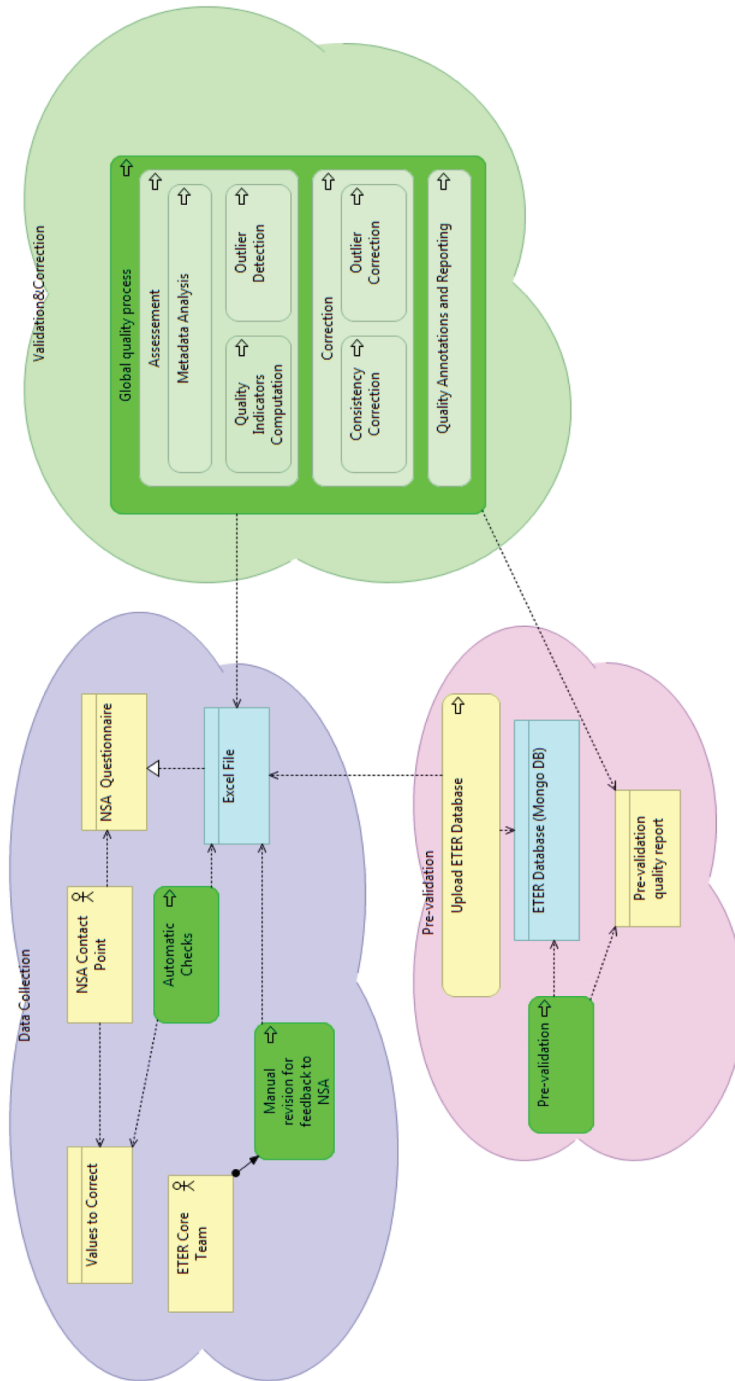 Data Collection
Values to Correct
NSA Contact
Point
NSA  Questionnaire
ETER Core
Team
Automatic
Checks
Manual
revision for
feedback to
NSA
Excel File
Pre-validation
Upload ETER Database
Pre-validation
ETER Database (Mongo DB)
Pre-validation
quality report
Validation&Correction
Global quality process
Assessement
Metadata Analysis
Quality
Indicators
Computation
Outlier
Detection
Correction
Consistency
Correction
Outlier
Correction
Quality Annotations and Reporting